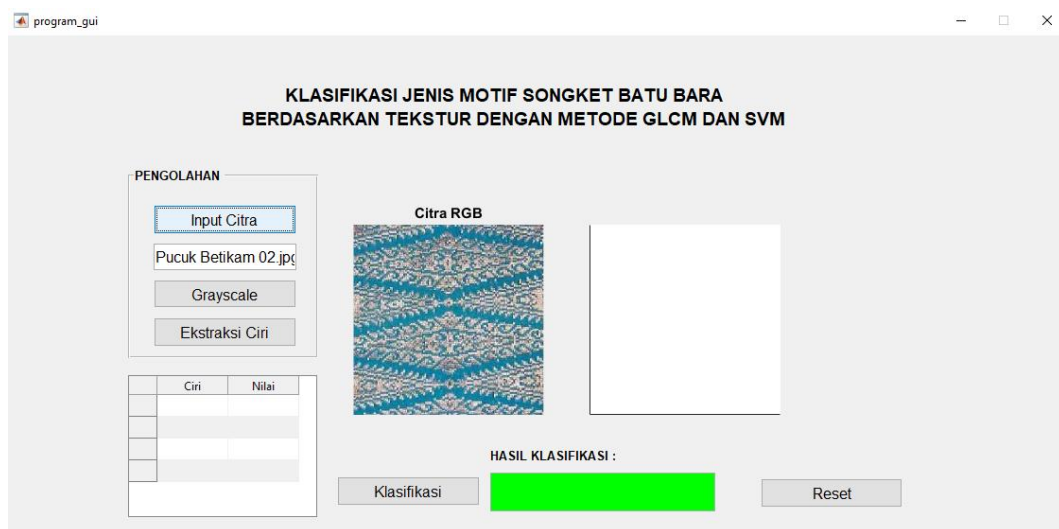 program_gui
KLASIFIKASI JENIS MOTIF SONGKET BATU BARA
BERDASARKAN TEKSTUR DENGAN METODE GLCM DAN SVM
PENGOLAHAN
Input Citra
Pucuk Betikam 02.jpg
Grayscale
Ekstraksi Ciri
Citra RGB
Ciri Nilai
HASIL KLASIFIKASI :
Klasifikasi
Reset